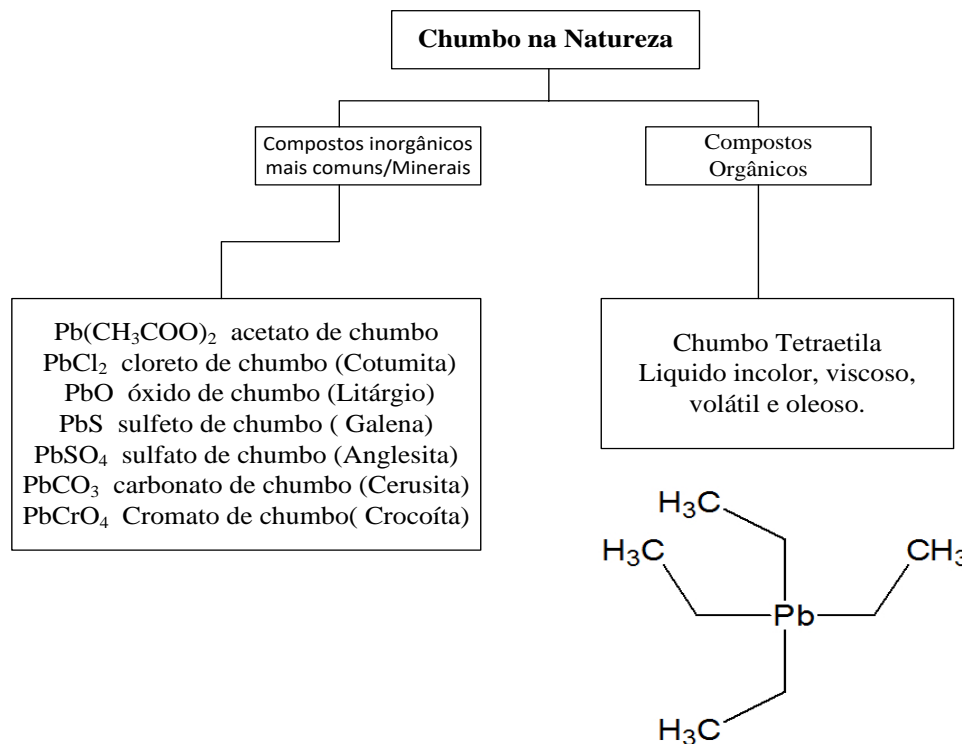 Chumbo na Natureza
Compostos inorgânicos
mais comuns/Minerais
Compostos
Orgânicos
Pb(CH₃COO)₂ acetato de chumbo
PbCl₂ cloreto de chumbo (Cotumita)
PbO óxido de chumbo (Litárgio)
PbS sulfeto de chumbo ( Galena)
PbSO₄ sulfato de chumbo (Anglesita)
PbCO₃ carbonato de chumbo (Cerusita)
PbCrO₄ Cromato de chumbo( Crocoíta)
Chumbo Tetraetila
Liquido incolor, viscoso,
volátil e oleoso.
H₃C
H₃C
CH₃
Pb
H₃C